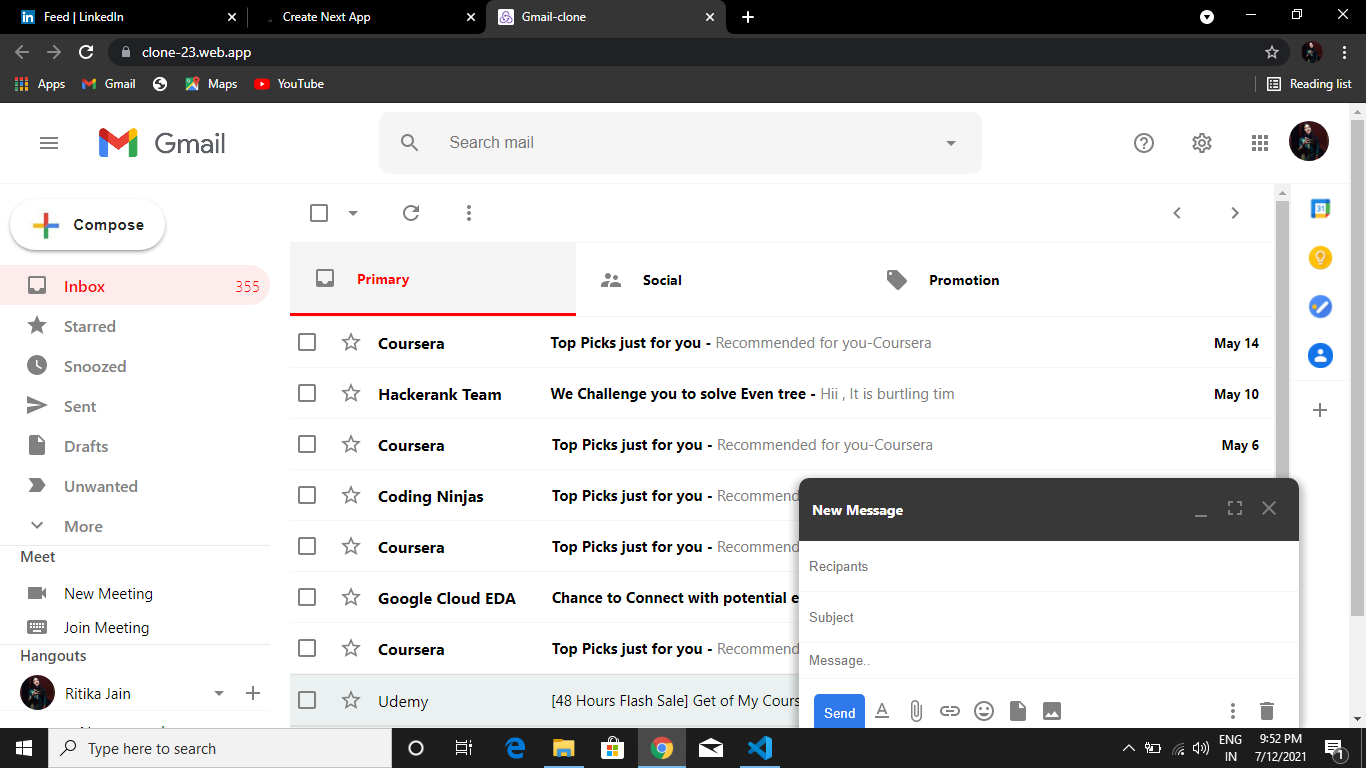 Feed | LinkedIn
Create Next App
Gmail-clone
clone-23.web.app
Apps
Gmail
Maps
YouTube
Reading list
Gmail
Search mail
Compose
Inbox 355
Starred
Snoozed
Sent
Drafts
Unwanted
More
Meet
New Meeting
Join Meeting
Hangouts
Ritika Jain
31
Primary
Social
Promotion
Coursera Top Picks just for you - Recommended for you-Coursera May 14
Hackerank Team We Challenge you to solve Even tree - Hii , It is burtling tim May 10
Coursera Top Picks just for you - Recommended for you-Coursera May 6
Coding Ninjas Top Picks just for you - Recommend
Coursera Top Picks just for you - Recommend
Google Cloud EDA Chance to Connect with potential e
Coursera Top Picks just for you - Recommend
Udemy [48 Hours Flash Sale] Get of My Cours
New Message
Recipants
Subject
Message..
Send
Type here to search
ENG
IN
9:52 PM
7/12/2021
1